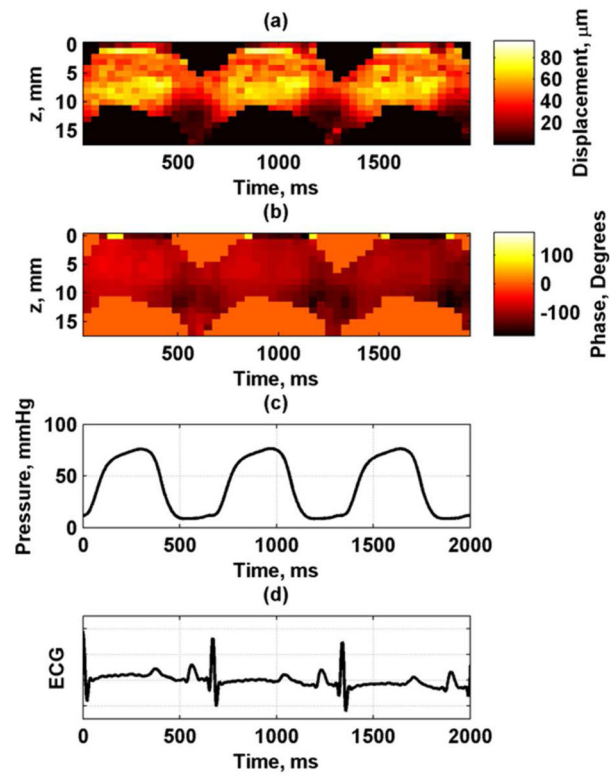 (a)
0
5
10
15
z, mm
500 1000 1500
Time, ms
80
60
40
20
Displacement, μm
(b)
0
5
10
15
z, mm
500 1000 1500
Time, ms
100
0
-100
Phase, Degrees
(c)
100
50
0
Pressure, mmHg
0 500 1000 1500 2000
Time, ms
(d)
ECG
0 500 1000 1500 2000
Time, ms